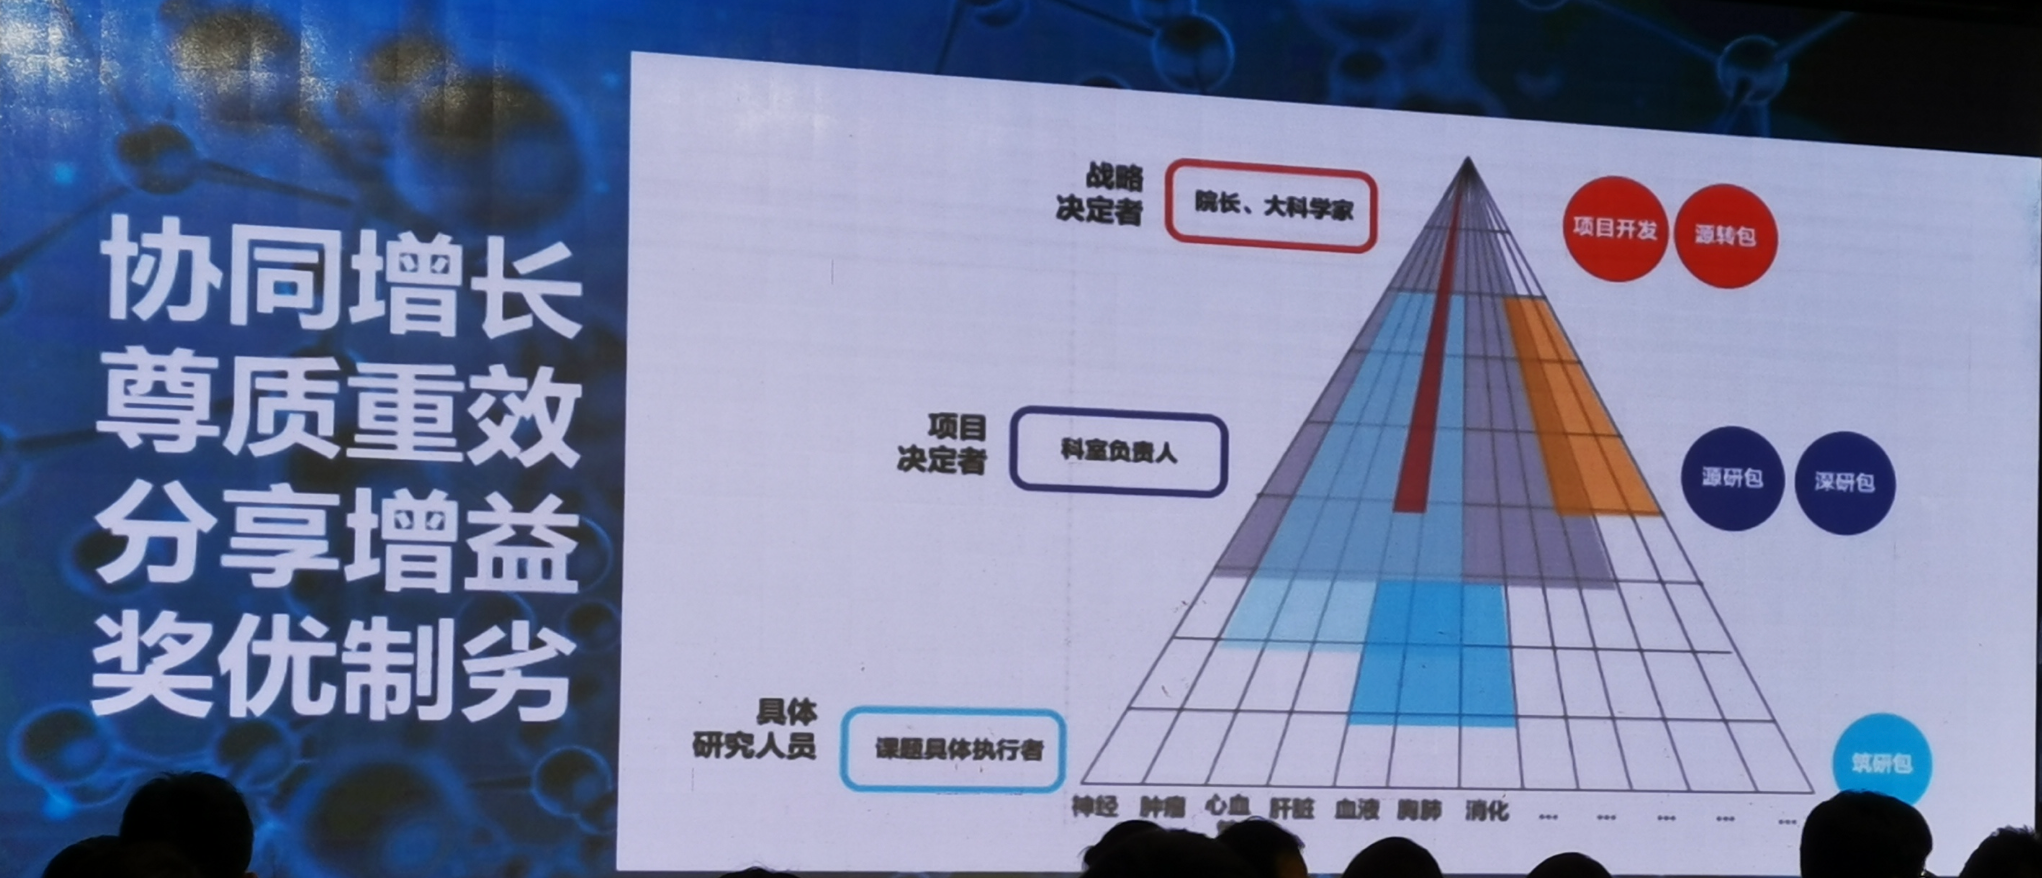 协同增长
尊质重效
分享增益
奖优制劣
战略
决定者
院长、大科学家
项目开发
源转包
项目
决定者
科室负责人
源研包
深研包
具体
研究人员
课题具体执行者
筑研包
神经 肿瘤 心血 肝脏 血液 胸肺 消化 ... ... ... ... ...